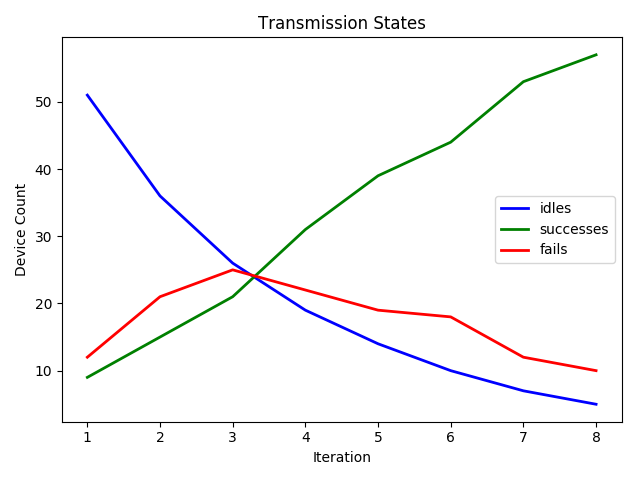 Transmission States
Device Count
50
40
30
20
10
idles
successes
fails
1 2 3 4 5 6 7 8
Iteration